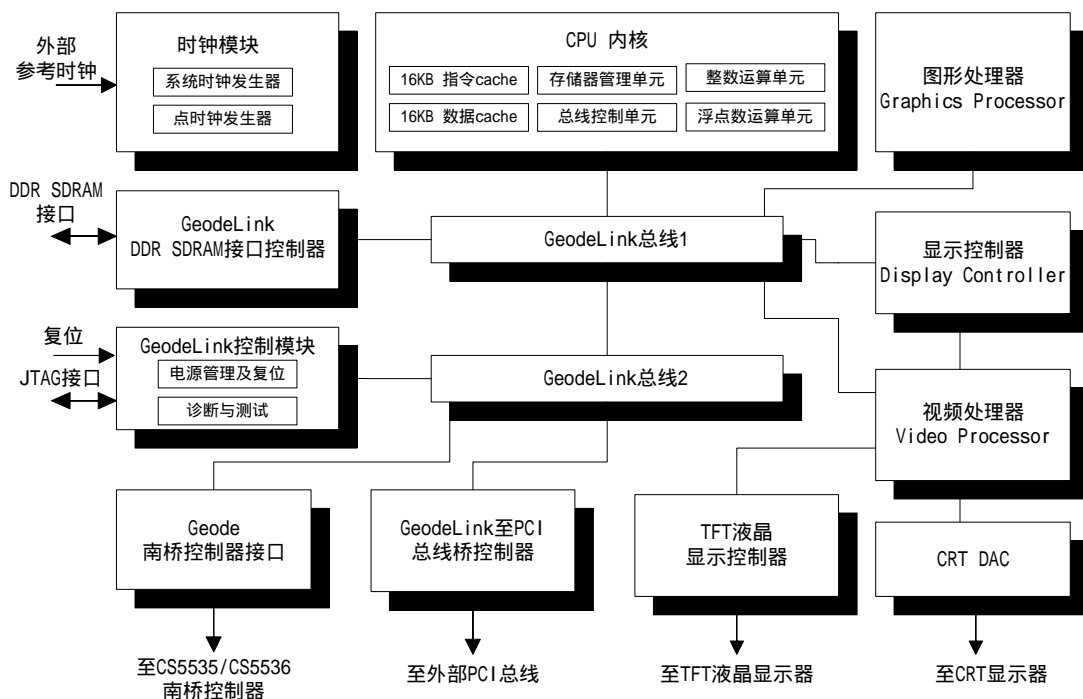 外部
参考时钟
时钟模块
系统时钟发生器
点时钟发生器
CPU 内核
16KB 指令cache
存储器管理单元
整数运算单元
16KB 数据cache
总线控制单元
浮点数运算单元
图形处理器
Graphics Processor
DDR SDRAM
接口
GeodeLink
DDR SDRAM接口控制器
GeodeLink总线1
显示控制器
Display Controller
复位
JTAG接口
GeodeLink控制模块
电源管理及复位
诊断与测试
GeodeLink总线2
视频处理器
Video Processor
Geode
南桥控制器接口
GeodeLink至PCI
总线桥控制器
TFT液晶
显示控制器
CRT DAC
至CS5535/CS5536
南桥控制器
至外部PCI总线
至TFT液晶显示器
至CRT显示器